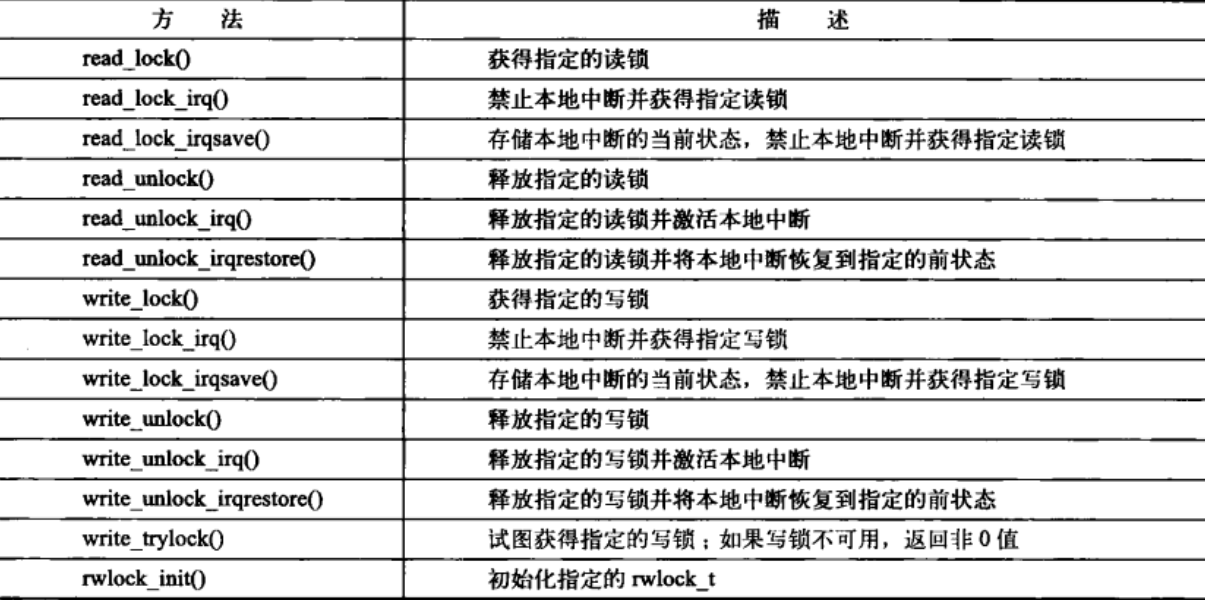 方 法 描 述
read_lock() 获得指定的读锁
read_lock_irq() 禁止本地中断并获得指定读锁
read_lock_irqsave() 存储本地中断的当前状态，禁止本地中断并获得指定读锁
read_unlock() 释放指定的读锁
read_unlock_irq() 释放指定的读锁并激活本地中断
read_unlock_irqrestore() 释放指定的读锁并将本地中断恢复到指定的前状态
write_lock() 获得指定的写锁
write_lock_irq() 禁止本地中断并获得指定写锁
write_lock_irqsave() 存储本地中断的当前状态，禁止本地中断并获得指定写锁
write_unlock() 释放指定的写锁
write_unlock_irq() 释放指定的写锁并激活本地中断
write_unlock_irqrestore() 释放指定的写锁并将本地中断恢复到指定的前状态
write_trylock() 试图获得指定的写锁；如果写锁不可用，返回非 0 值
rwlock_init() 初始化指定的 rwlock_t